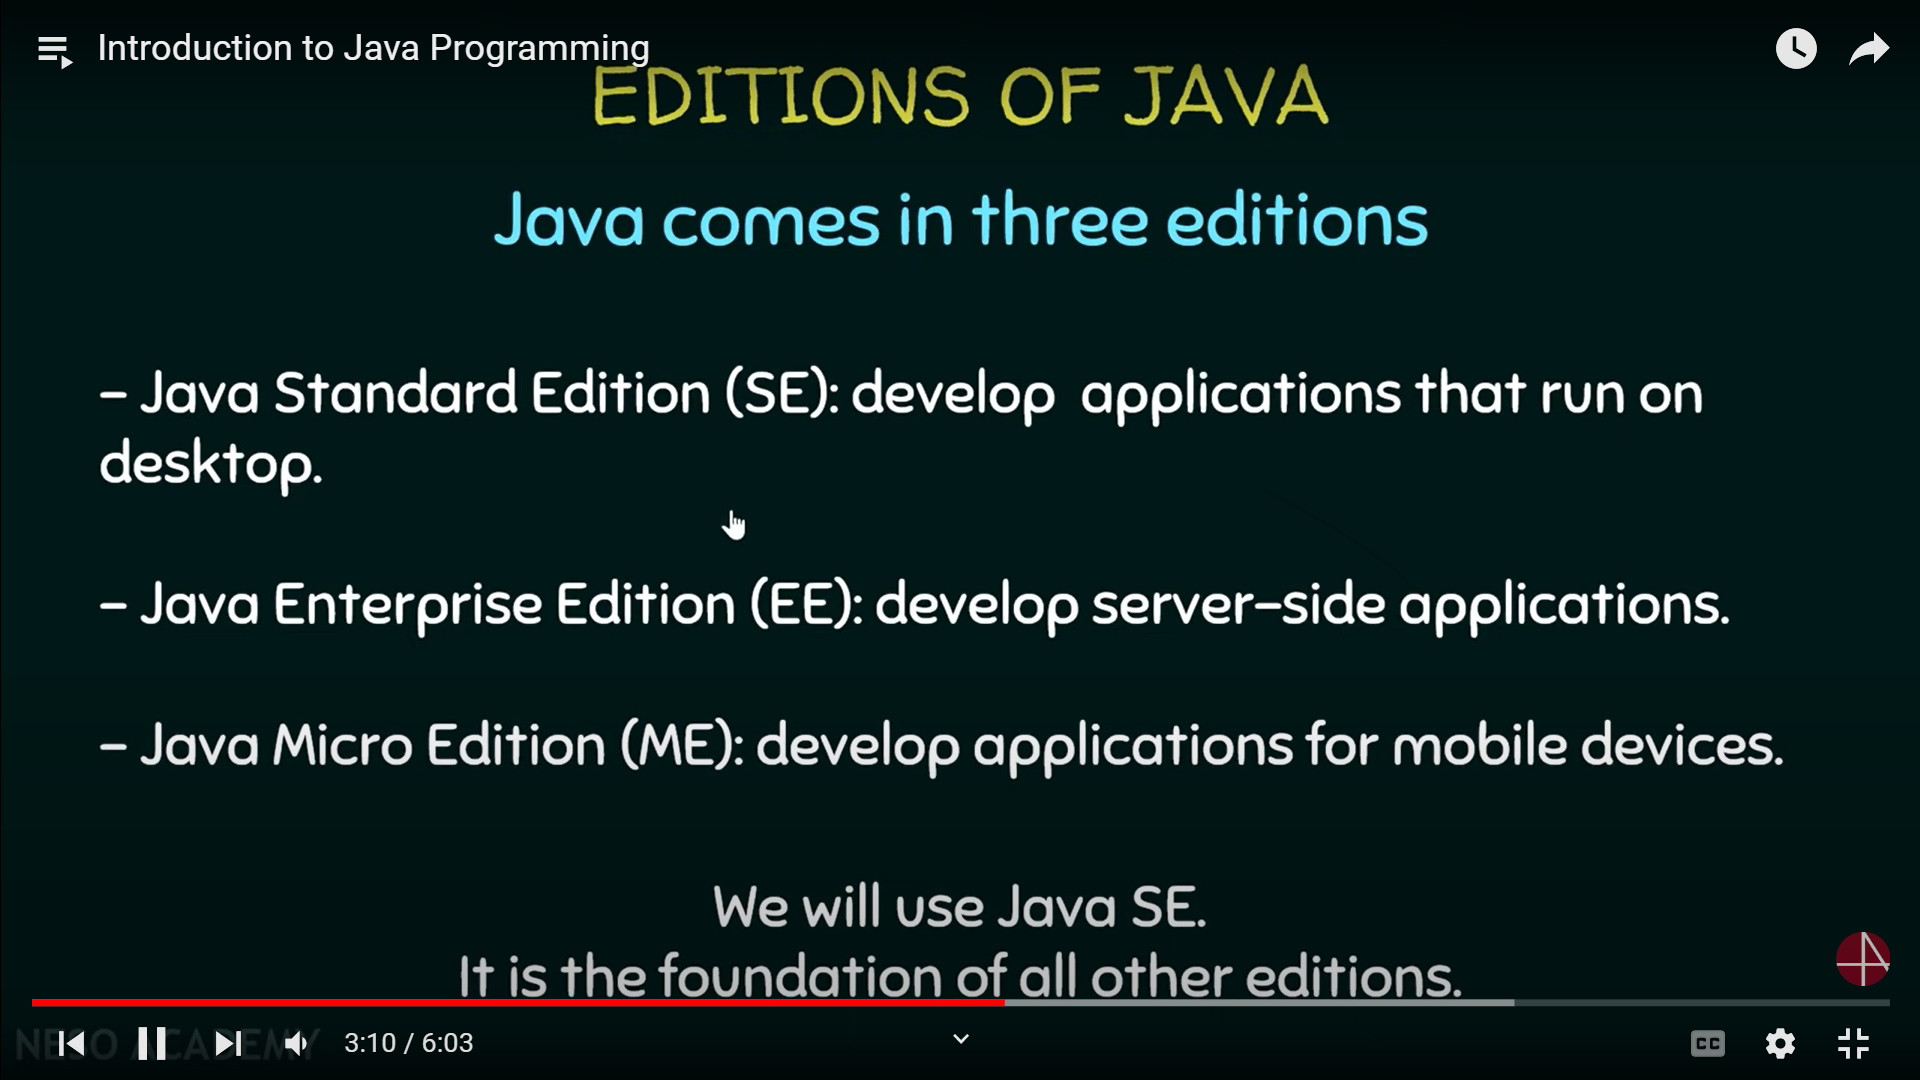 Introduction to Java Programming
EDITIONS OF JAVA
Java comes in three editions
– Java Standard Edition (SE): develop applications that run on
desktop.
– Java Enterprise Edition (EE): develop server-side applications.
– Java Micro Edition (ME): develop applications for mobile devices.
We will use Java SE.
It is the foundation of all other editions.
NESO ACADEMY
3:10 / 6:03
CC